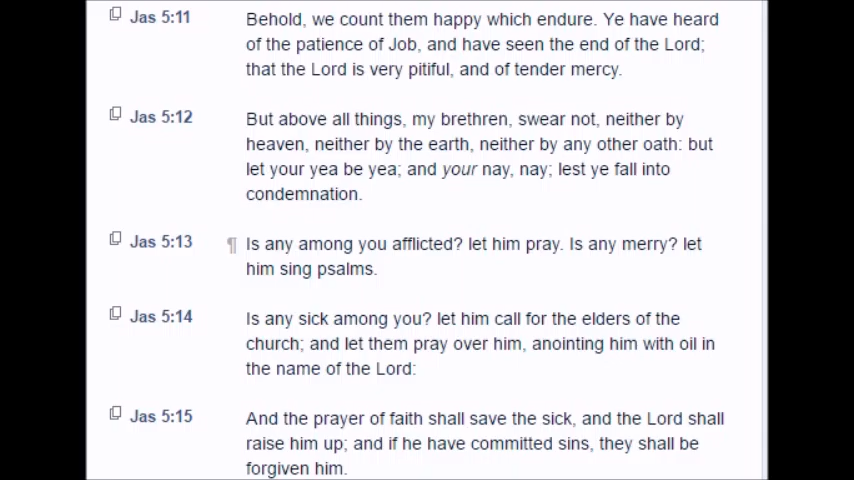 Jas 5:11 Behold, we count them happy which endure. Ye have heard
of the patience of Job, and have seen the end of the Lord;
that the Lord is very pitiful, and of tender mercy.
Jas 5:12 But above all things, my brethren, swear not, neither by
heaven, neither by the earth, neither by any other oath: but
let your yea be yea; and your nay, nay; lest ye fall into
condemnation.
Jas 5:13 ¶ Is any among you afflicted? let him pray. Is any merry? let
him sing psalms.
Jas 5:14 Is any sick among you? let him call for the elders of the
church; and let them pray over him, anointing him with oil in
the name of the Lord:
Jas 5:15 And the prayer of faith shall save the sick, and the Lord shall
raise him up; and if he have committed sins, they shall be
forgiven him.